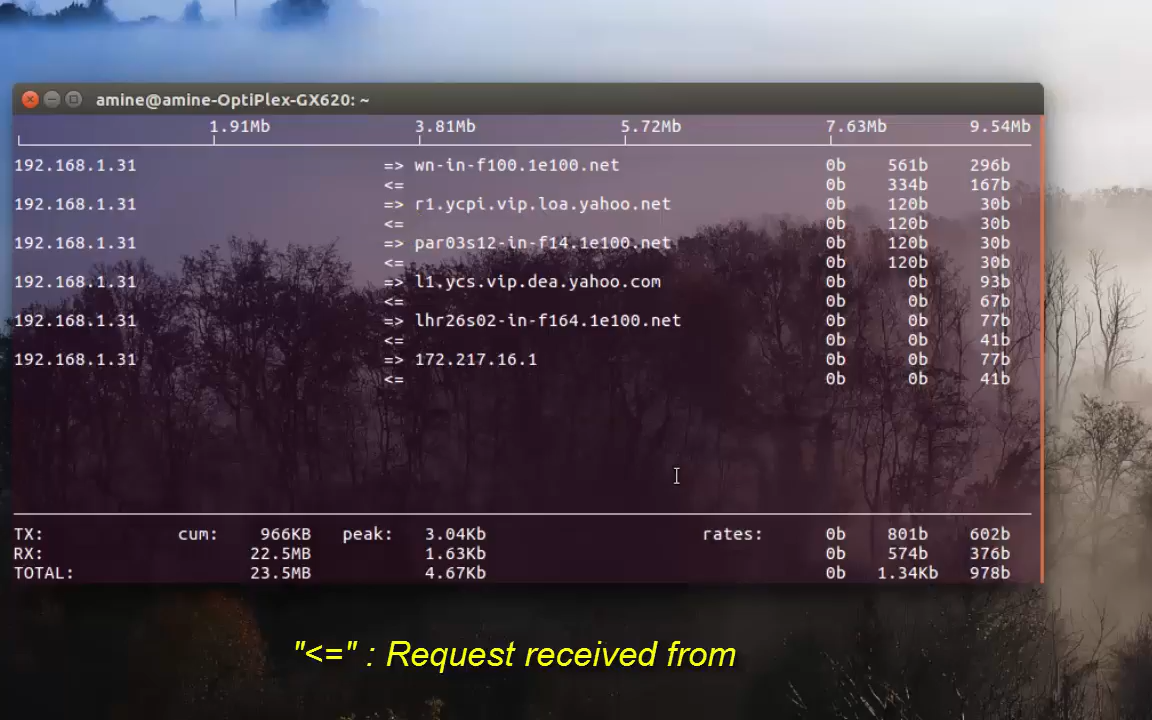 amine@amine-OptiPlex-GX620: ~
1.91Mb 3.81Mb 5.72Mb 7.63Mb 9.54Mb
192.168.1.31 => wn-in-f100.1e100.net 0b 561b 296b
<= 0b 334b 167b
192.168.1.31 => r1.ycpi.vip.loa.yahoo.net 0b 120b 30b
<= 0b 120b 30b
192.168.1.31 => par03s12-in-f14.1e100.net 0b 120b 30b
<= 0b 120b 30b
192.168.1.31 => l1.ycs.vip.dea.yahoo.com 0b 0b 93b
<= 0b 0b 67b
192.168.1.31 => lhr26s02-in-f164.1e100.net 0b 0b 77b
<= 0b 0b 41b
192.168.1.31 => 172.217.16.1 0b 0b 77b
<= 0b 0b 41b
TX: cum: 966KB peak: 3.04Kb rates: 0b 801b 602b
RX: 22.5MB 1.63Kb 0b 574b 376b
TOTAL: 23.5MB 4.67Kb 0b 1.34Kb 978b
"<=" : Request received from